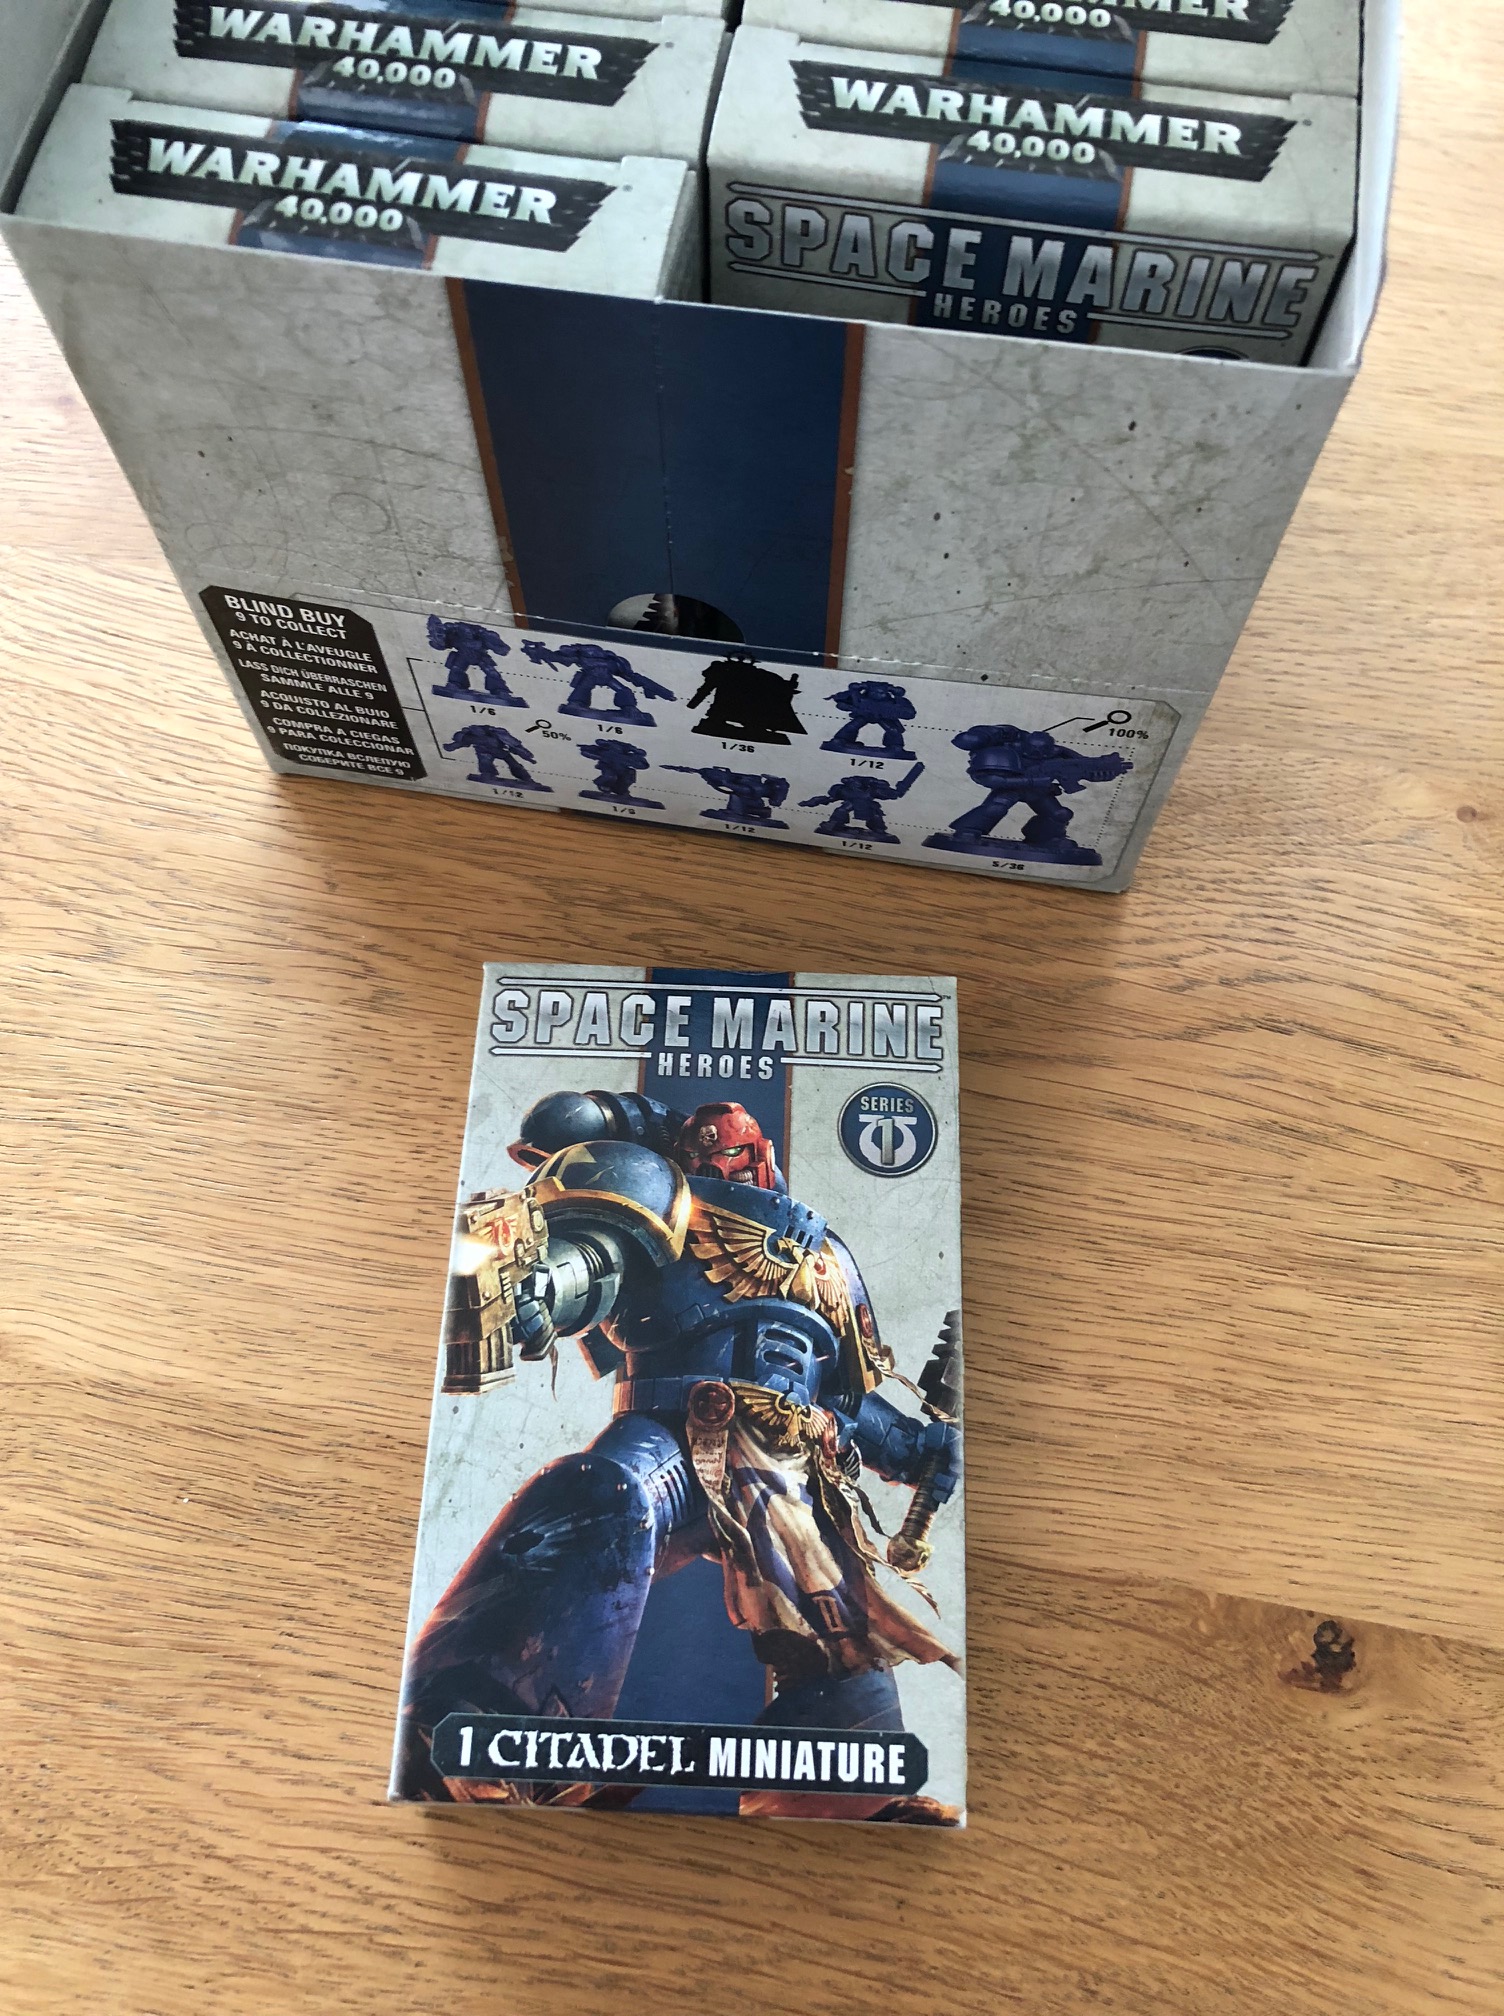 WARHAMMER
40,000
WARHAMMER
40,000
40,000
WARHAMMER
40,000
SPACE MARINE
HEROES
BLIND BUY
9 TO COLLECT
ACHAT À L'AVEUGLE
9 À COLLECTIONNER
LASS DICH ÜBERRASCHEN
SAMMLE ALLE 9
ACQUISTO AL BUIO
9 DA COLLEZIONARE
COMPRA A CIEGAS
9 PARA COLECCIONAR
ПОКУПКА ВСЛЕПУЮ
СОБЕРИТЕ ВСЕ 9
1/6
1/6
1/36
1/12
100%
50%
1/12
1/6
1/12
1/12
5/36
SPACE MARINE
HEROES
SERIES
1
1 CITADEL MINIATURE